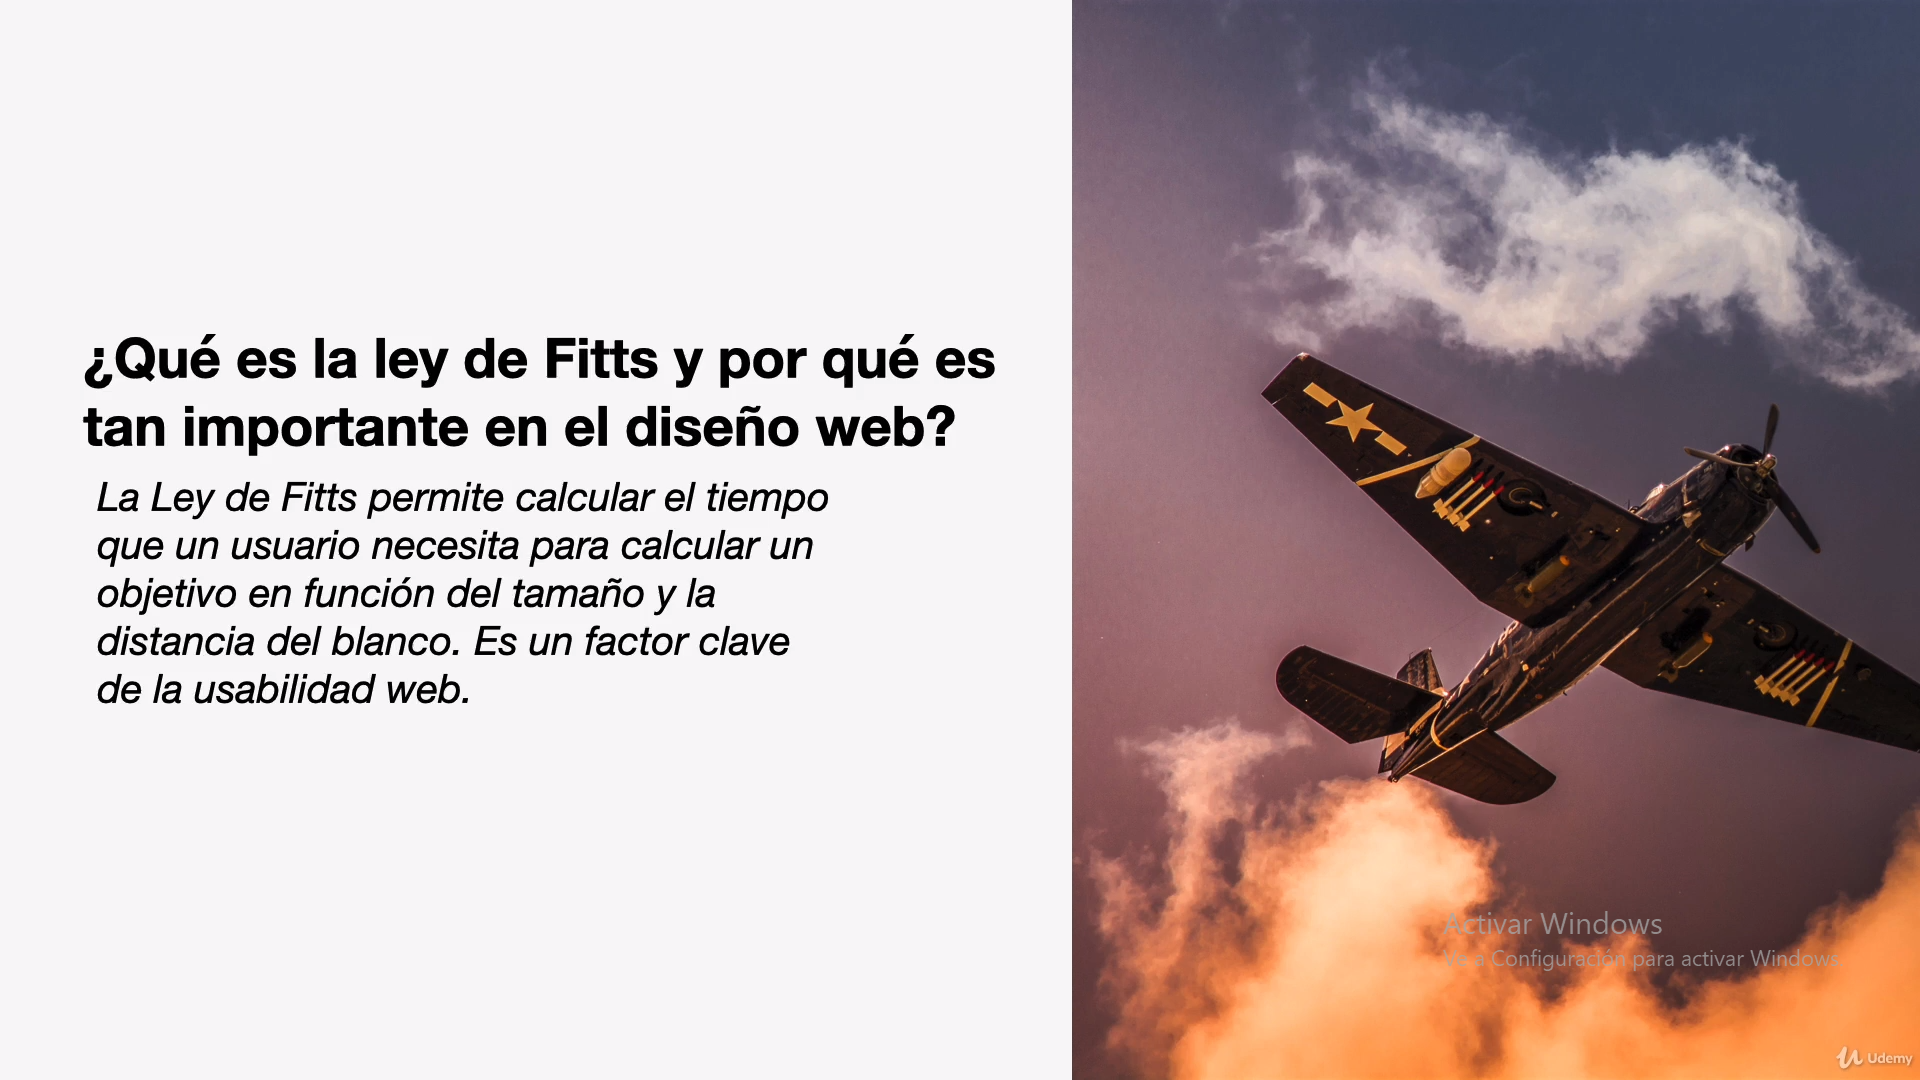 ¿Qué es la ley de Fitts y por qué es
tan importante en el diseño web?
La Ley de Fitts permite calcular el tiempo
que un usuario necesita para calcular un
objetivo en función del tamaño y la
distancia del blanco. Es un factor clave
de la usabilidad web.
Activar Windows
Ve a Configuración para activar Windows.
Udemy